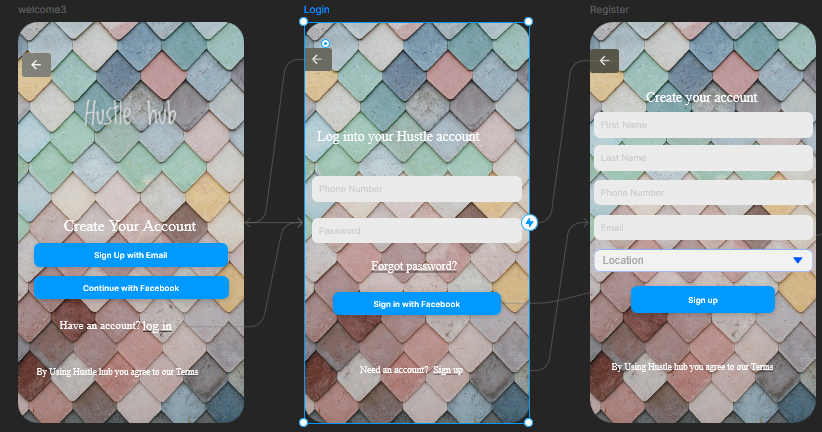 welcome3
Hustle hub
Create Your Account
Sign Up with Email
Continue with Facebook
Have an account? log in
By Using Hustle hub you agree to our Terms
Login
Log into your Hustle account
Phone Number
Password
Forgot password?
Sign in with Facebook
Need an account? Sign up
Register
Create your account
First Name
Last Name
Phone Number
Email
Location
Sign up
By Using Hustle hub you agree to our Terms